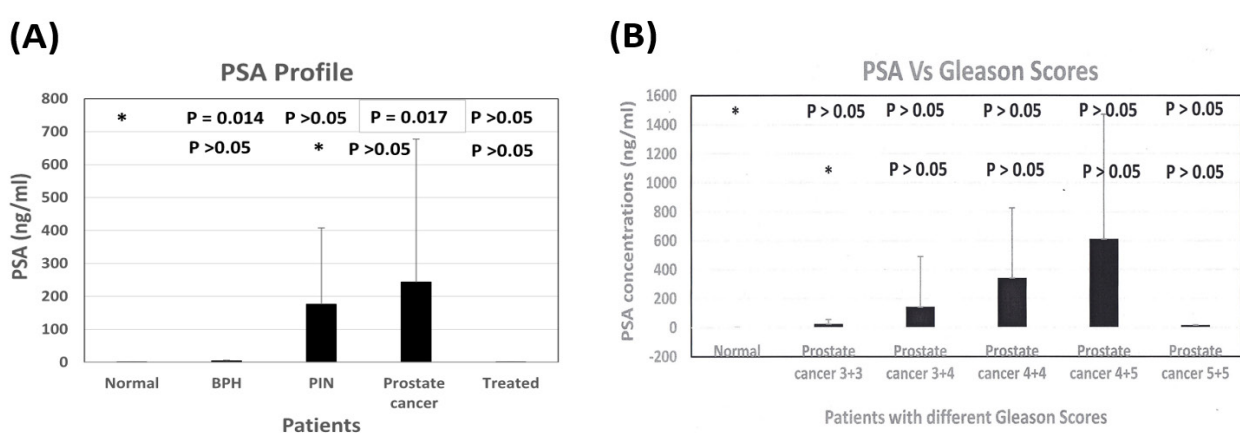 (A)
PSA Profile
PSA (ng/ml)
800
700
600
500
400
300
200
100
0
* P = 0.014 P >0.05 P = 0.017 P >0.05
P >0.05 * P >0.05 P >0.05
Normal BPH PIN Prostate cancer Treated
Patients
(B)
PSA Vs Gleason Scores
PSA concentrations (ng/ml)
1600
1400
1200
1000
800
600
400
200
0
-200
* P > 0.05 P > 0.05 P > 0.05 P > 0.05 P > 0.05
* P > 0.05 P > 0.05 P > 0.05 P > 0.05
Normal Prostate Prostate Prostate Prostate Prostate
cancer 3+3 cancer 3+4 cancer 4+4 cancer 4+5 cancer 5+5
Patients with different Gleason Scores